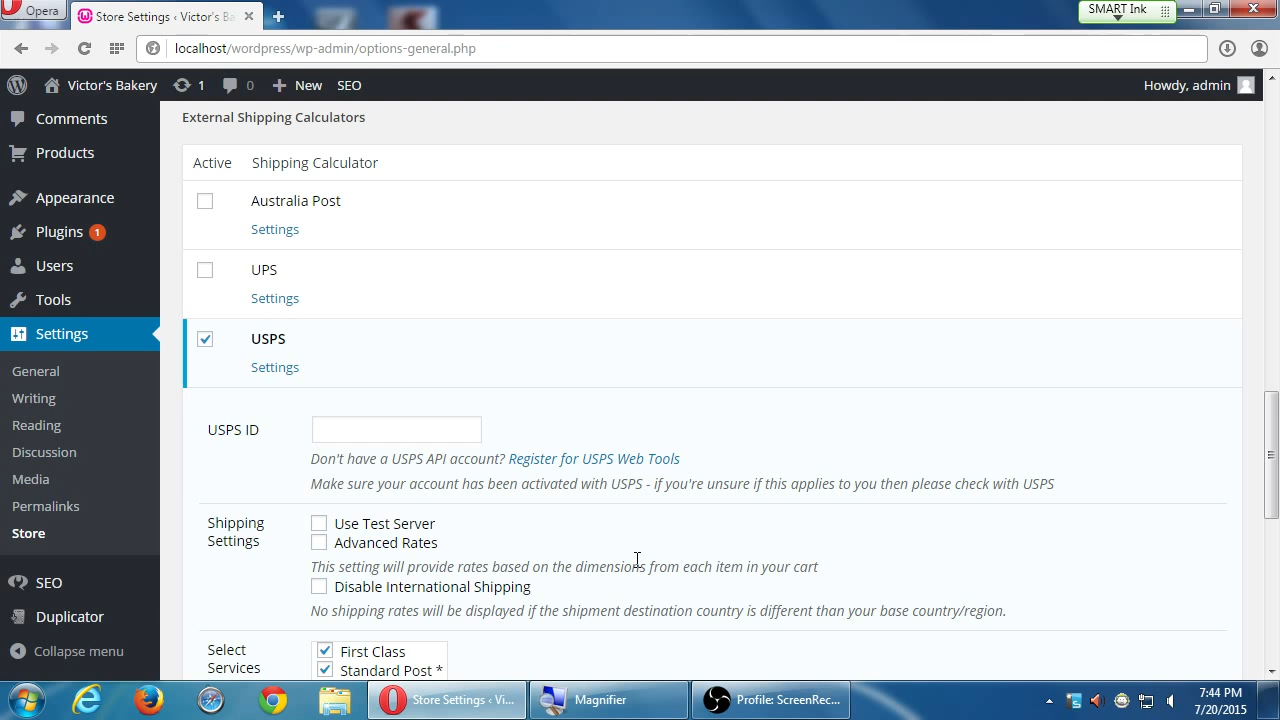 Opera
Store Settings ‹ Victor's Ba
SMART Ink
localhost/wordpress/wp-admin/options-general.php
Victor's Bakery
1
0
New
SEO
Howdy, admin
Comments
Products
Appearance
Plugins 1
Users
Tools
Settings
General
Writing
Reading
Discussion
Media
Permalinks
Store
SEO
Duplicator
Collapse menu
External Shipping Calculators
Active Shipping Calculator
Australia Post
Settings
UPS
Settings
USPS
Settings
USPS ID
Don't have a USPS API account? Register for USPS Web Tools
Make sure your account has been activated with USPS - if you're unsure if this applies to you then please check with USPS
Shipping
Settings
Use Test Server
Advanced Rates
This setting will provide rates based on the dimensions from each item in your cart
Disable International Shipping
No shipping rates will be displayed if the shipment destination country is different than your base country/region.
Select
Services
First Class
Standard Post *
Store Settings ‹ Vi...
Magnifier
Profile: ScreenRec...
7:44 PM
7/20/2015